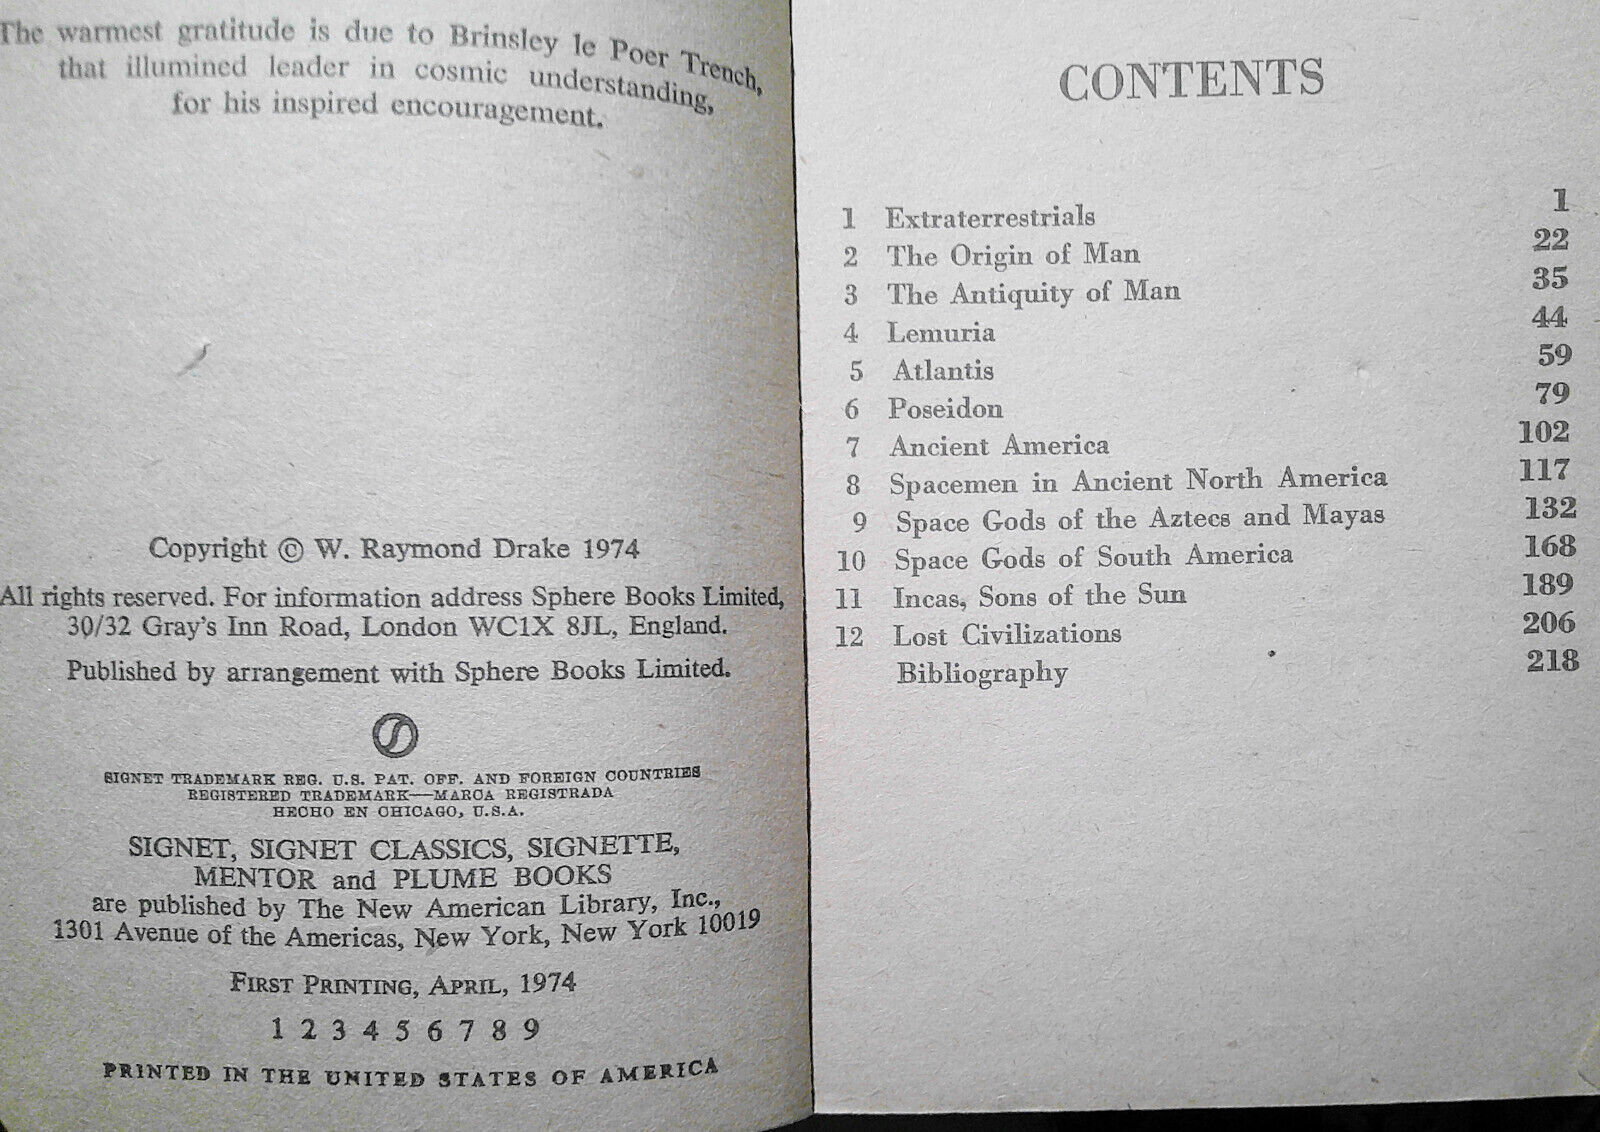 The warmest gratitude is due to Brinsley le Poer Trench,
that illumined leader in cosmic understanding,
for his inspired encouragement.
Copyright © W. Raymond Drake 1974
All rights reserved. For information address Sphere Books Limited,
30/32 Gray's Inn Road, London WC1X 8JL, England.
Published by arrangement with Sphere Books Limited.
SIGNET TRADEMARK REG. U.S. PAT. OFF. AND FOREIGN COUNTRIES
REGISTERED TRADEMARK—MARCA REGISTRADA
HECHO EN CHICAGO, U.S.A.
SIGNET, SIGNET CLASSICS, SIGNETTE,
MENTOR and PLUME BOOKS
are published by The New American Library, Inc.,
1301 Avenue of the Americas, New York, New York 10019
FIRST PRINTING, APRIL, 1974
1 2 3 4 5 6 7 8 9
PRINTED IN THE UNITED STATES OF AMERICA
CONTENTS
1 Extraterrestrials 1
2 The Origin of Man 22
3 The Antiquity of Man 35
4 Lemuria 44
5 Atlantis 59
6 Poseidon 79
7 Ancient America 102
8 Spacemen in Ancient North America 117
9 Space Gods of the Aztecs and Mayas 132
10 Space Gods of South America 168
11 Incas, Sons of the Sun 189
12 Lost Civilizations 206
Bibliography 218